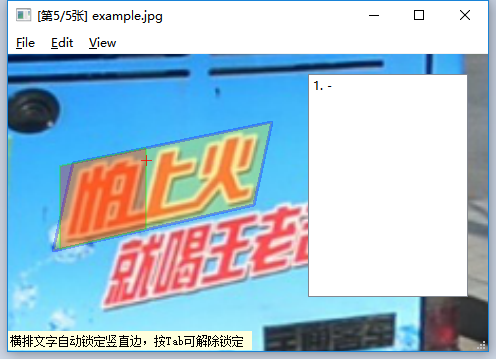 [第5/5张] example.jpg
File Edit View
1. -
怕上火
就喝王老吉
横排文字自动锁定竖直边，按Tab可解除锁定